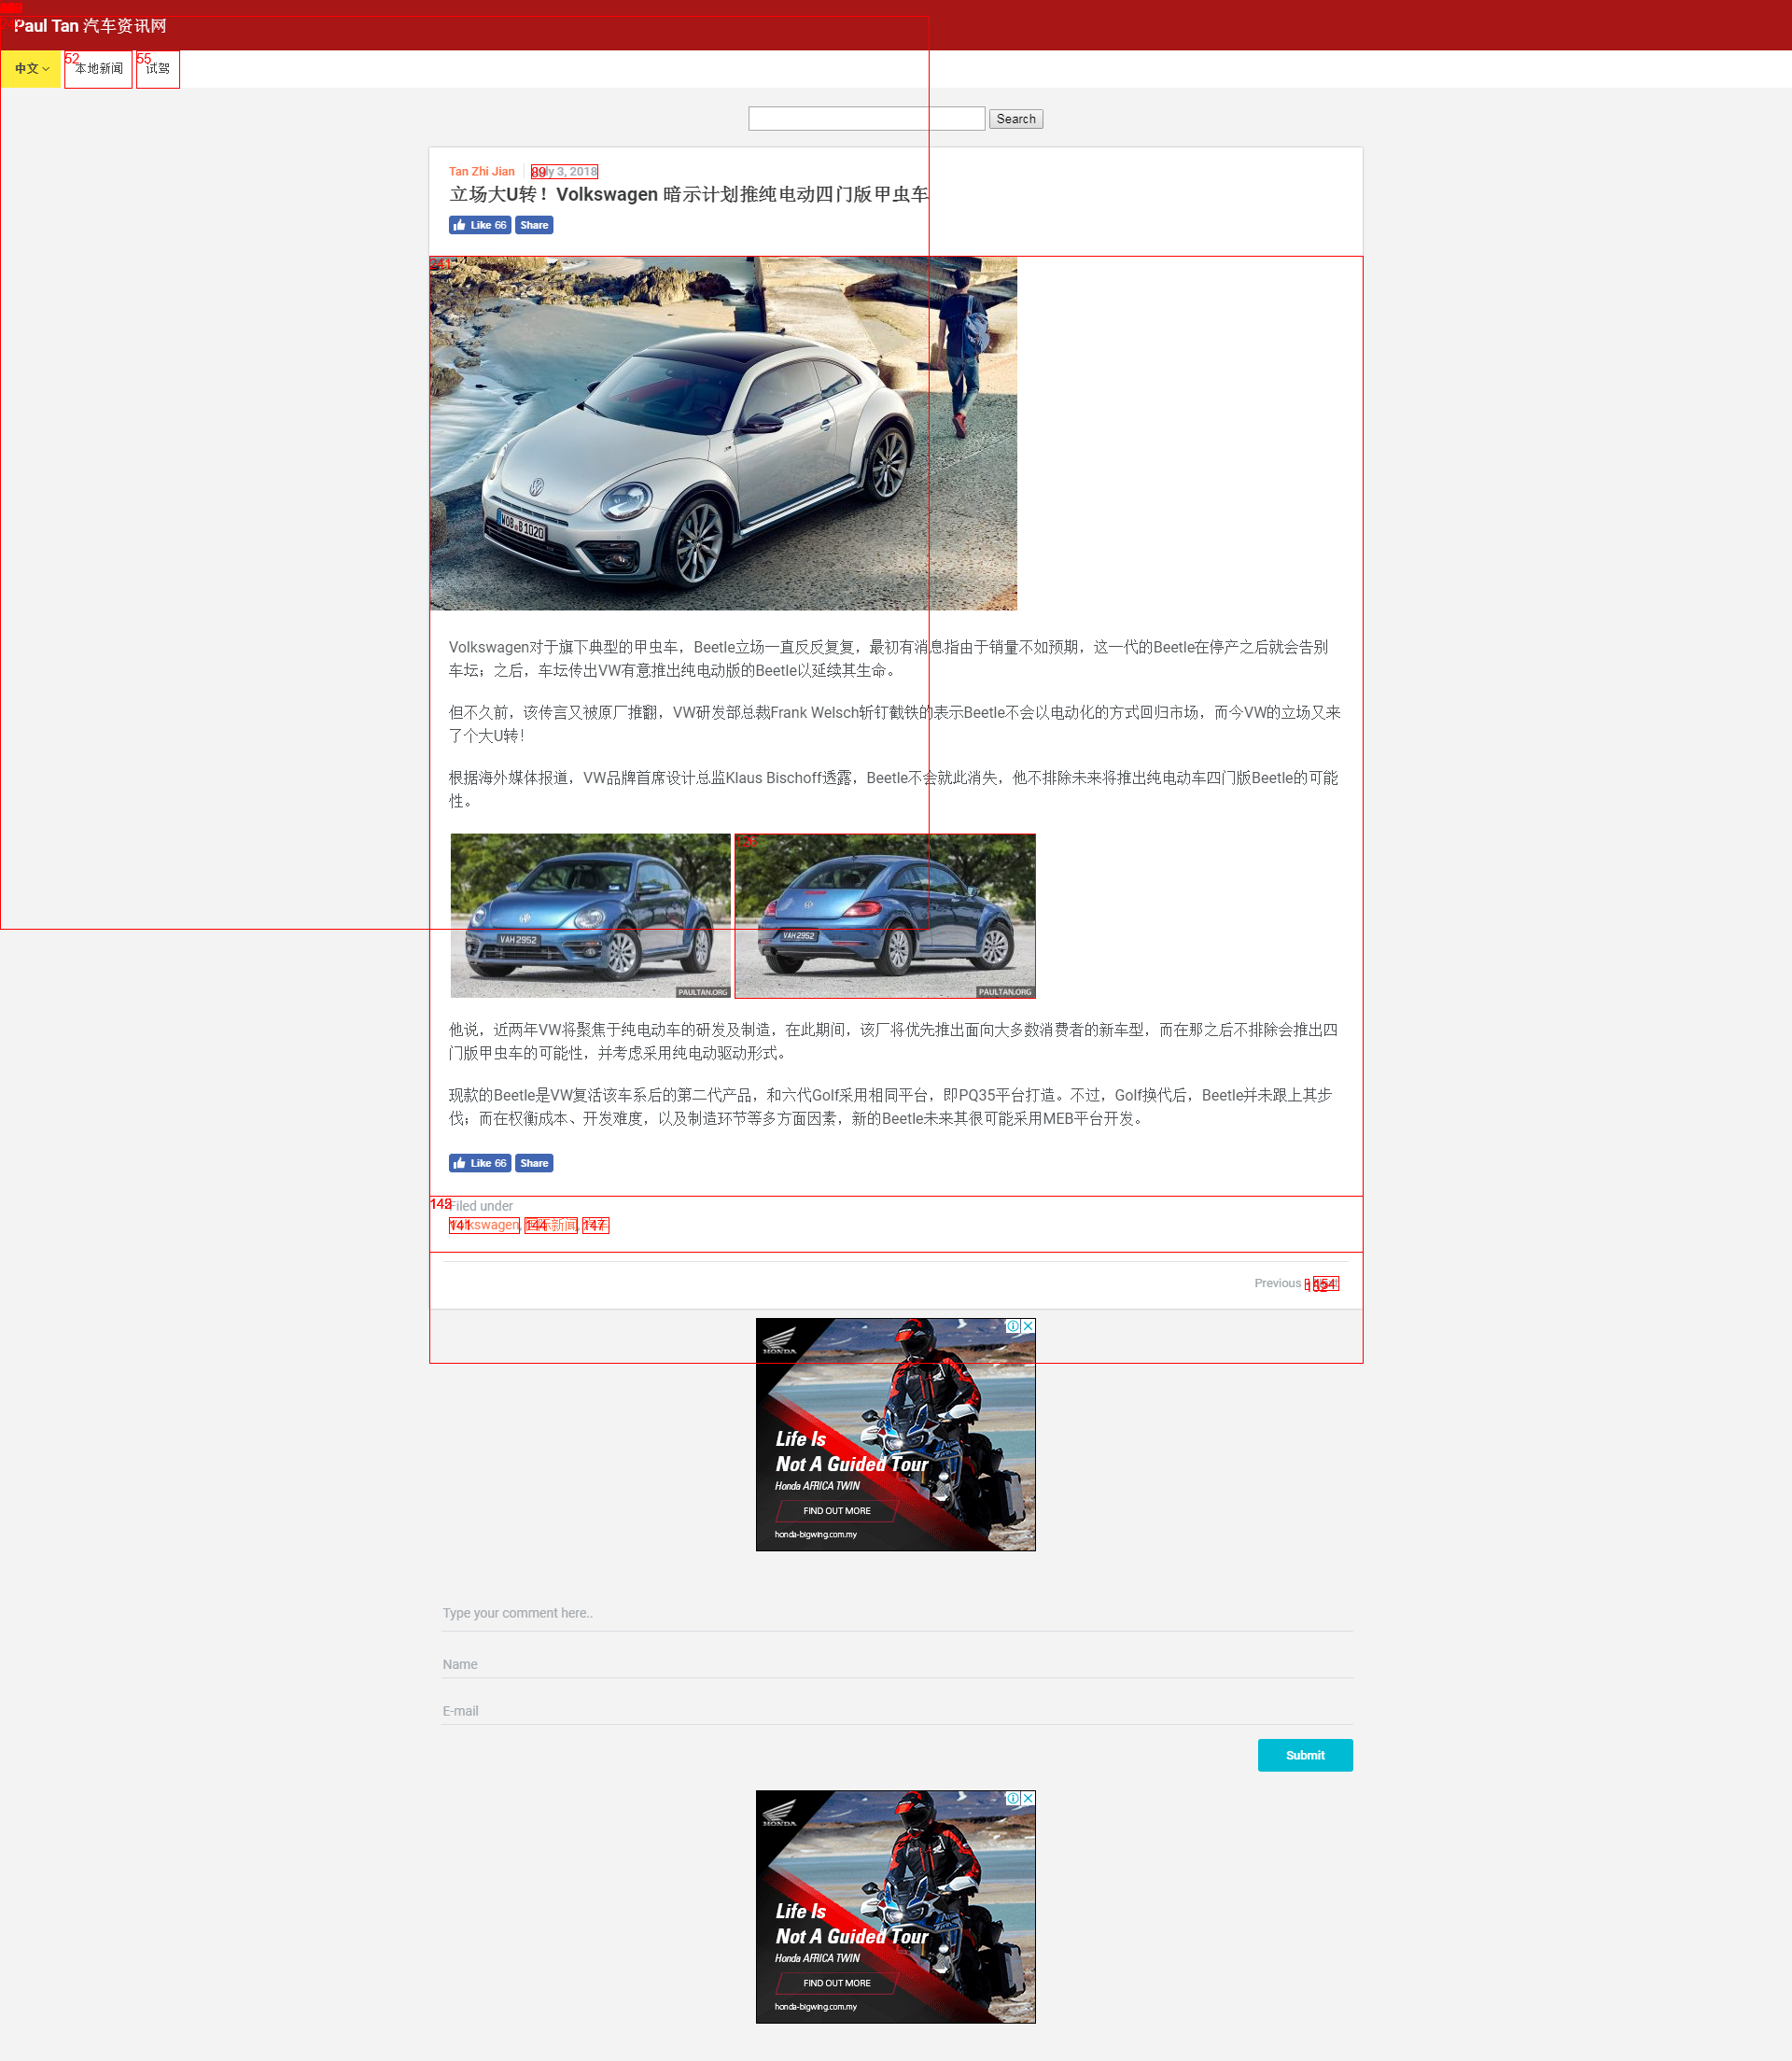 Paul Tan 汽车资讯网
中文
52
本地新闻
55
试驾
Search
Tan Zhi Jian
89
ly 3, 2018
立场大U转！Volkswagen 暗示计划推纯电动四门版甲虫车
Like 66
Share
WOB B 1020
Volkswagen对于旗下典型的甲虫车，Beetle立场一直反反复复，最初有消息指由于销量不如预期，这一代的Beetle在停产之后就会告别
车坛；之后，车坛传出VW有意推出纯电动版的Beetle以延续其生命。
但不久前，该传言又被原厂推翻，VW研发部总裁Frank Welsch斩钉截铁的表示Beetle不会以电动化的方式回归市场，而今VW的立场又来
了个大U转！
根据海外媒体报道，VW品牌首席设计总监Klaus Bischoff透露，Beetle不会就此消失，他不排除未来将推出纯电动车四门版Beetle的可能
性。
VAH 2952
PAULTAN.ORG
VAH 2952
PAULTAN.ORG
他说，近两年VW将聚焦于纯电动车的研发及制造，在此期间，该厂将优先推出面向大多数消费者的新车型，而在那之后不排除会推出四
门版甲虫车的可能性，并考虑采用纯电动驱动形式。
现款的Beetle是VW复活该车系后的第二代产品，和六代Golf采用相同平台，即PQ35平台打造。不过，Golf换代后，Beetle并未跟上其步
伐；而在权衡成本、开发难度，以及制造环节等多方面因素，新的Beetle未来其很可能采用MEB平台开发。
Like 66
Share
Filed under
141
kswagen,
144
际新闻,
147
Previous
154
HONDA
Life Is
Not A Guided Tour
Honda AFRICA TWIN
FIND OUT MORE
honda-bigwing.com.my
Type your comment here..
Name
E-mail
Submit
HONDA
Life Is
Not A Guided Tour
Honda AFRICA TWIN
FIND OUT MORE
honda-bigwing.com.my